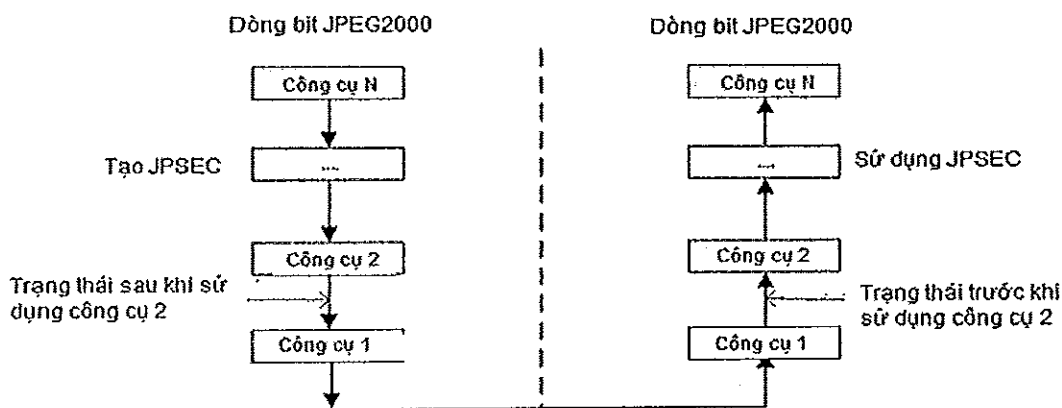 Dòng bit JPEG2000
Công cụ N
Tạo JPSEC
...
Công cụ 2
Trạng thái sau khi sử
dụng công cụ 2
Công cụ 1
Dòng bit JPEG2000
Công cụ N
...
Sử dụng JPSEC
Công cụ 2
Trạng thái trước khi
sử dụng công cụ 2
Công cụ 1